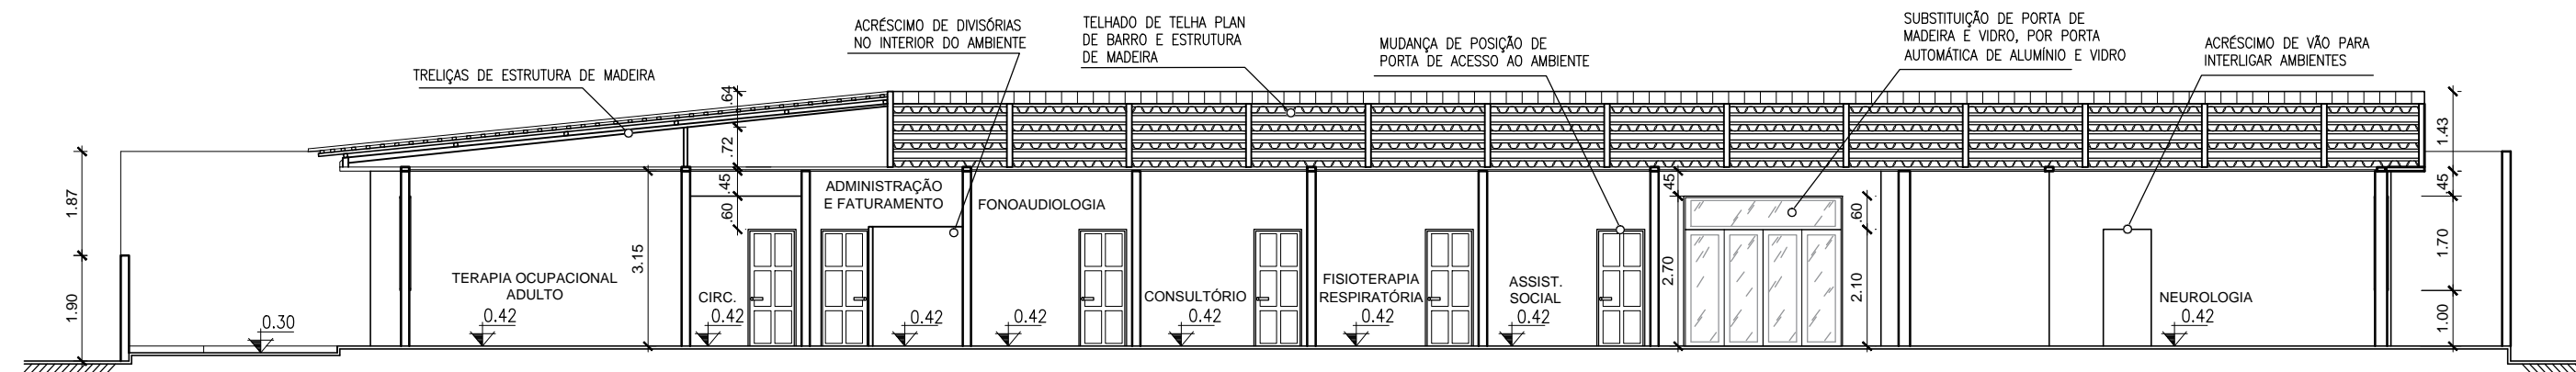 ACRÉSCIMO DE DIVISÓRIAS
NO INTERIOR DO AMBIENTE
TELHADO DE TELHA PLAN
DE BARRO E ESTRUTURA
DE MADEIRA
MUDANÇA DE POSIÇÃO DE
PORTA DE ACESSO AO AMBIENTE
SUBSTITUIÇÃO DE PORTA DE
MADEIRA E VIDRO, POR PORTA
AUTOMÁTICA DE ALUMÍNIO E VIDRO
ACRÉSCIMO DE VÃO PARA
INTERLIGAR AMBIENTES
TRELIÇAS DE ESTRUTURA DE MADEIRA
.64
.72
.45
.60
1.87
1.90
3.15
0.30
TERAPIA OCUPACIONAL
ADULTO
0.42
CIRC.
0.42
ADMINISTRAÇÃO
E FATURAMENTO
0.42
FONOAUDIOLOGIA
0.42
CONSULTÓRIO
0.42
FISIOTERAPIA
RESPIRATÓRIA
0.42
ASSIST.
SOCIAL
0.42
.45
2.70
.60
2.10
NEUROLOGIA
0.42
1.43
.45
1.70
1.00